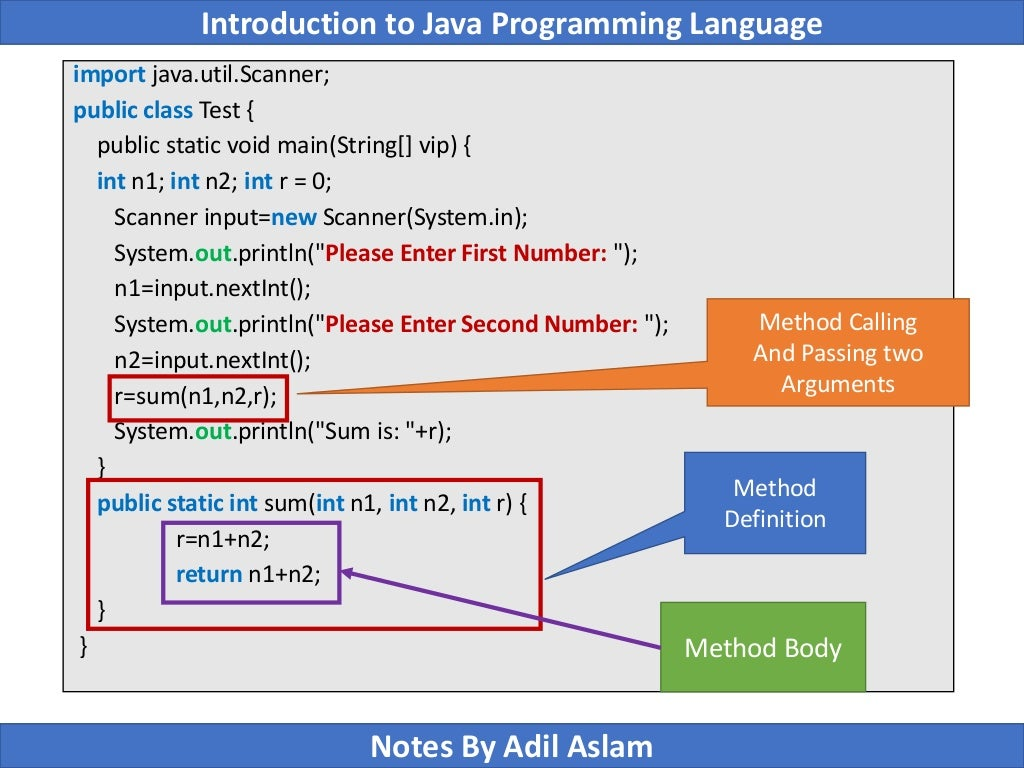 Introduction to Java Programming Language
import java.util.Scanner;
public class Test {
public static void main(String[] vip) {
int n1; int n2; int r = 0;
Scanner input=new Scanner(System.in);
System.out.println("Please Enter First Number: ");
n1=input.nextInt();
System.out.println("Please Enter Second Number: ");
n2=input.nextInt();
r=sum(n1,n2,r);
System.out.println("Sum is: "+r);
}
public static int sum(int n1, int n2, int r) {
r=n1+n2;
return n1+n2;
}
}
Method Calling
And Passing two
Arguments
Method
Definition
Method Body
Notes By Adil Aslam